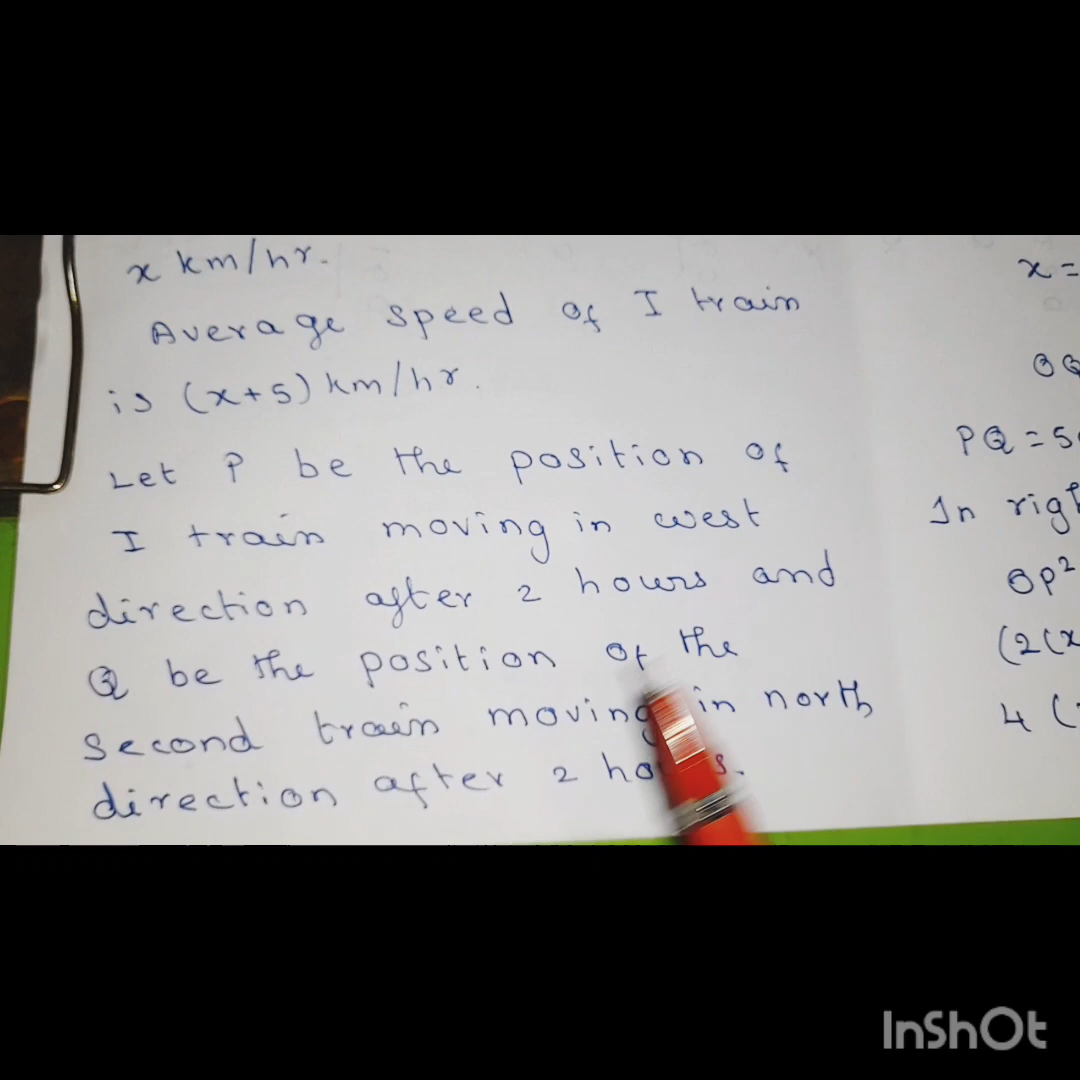 x km/hr.
Average speed of I train
is (x+5) km/hr.
Let P be the position of
I train moving in west
direction after 2 hours and
Q be the position of the
Second train moving in north
direction after 2
x =
OQ
PQ = 5
In
OP²
(2(x
4 (
InShOt